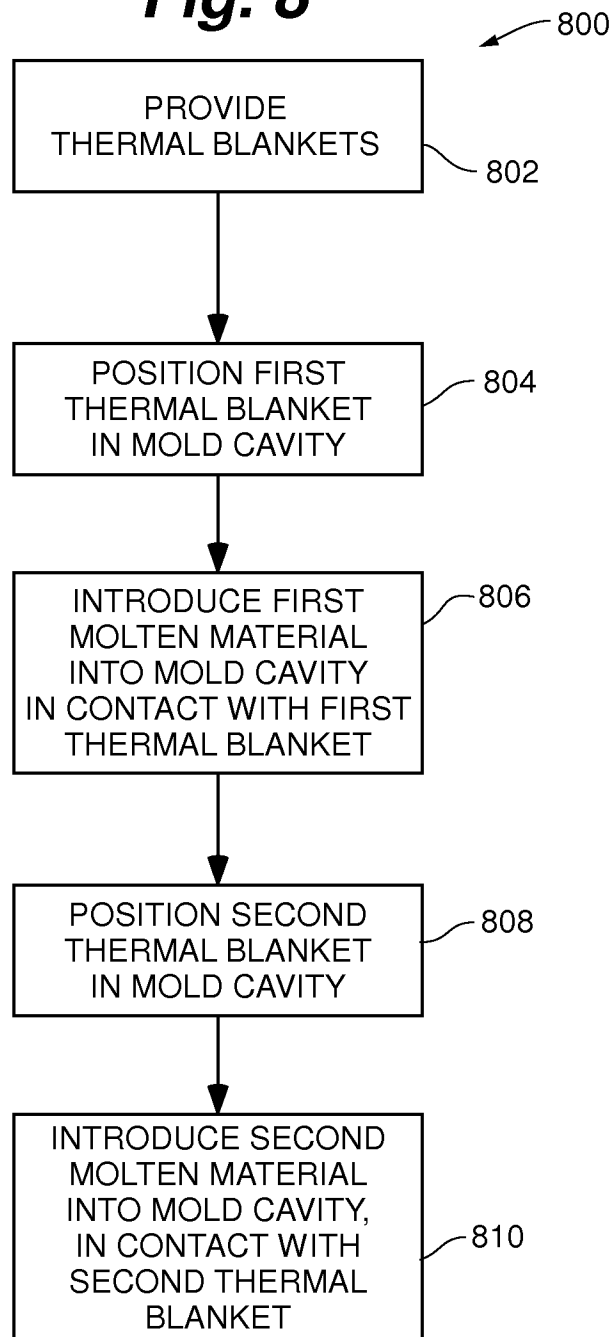 Fig. 8
800
PROVIDE
THERMAL BLANKETS
802
POSITION FIRST
THERMAL BLANKET
IN MOLD CAVITY
804
INTRODUCE FIRST
MOLTEN MATERIAL
INTO MOLD CAVITY
IN CONTACT WITH FIRST
THERMAL BLANKET
806
POSITION SECOND
THERMAL BLANKET
IN MOLD CAVITY
808
INTRODUCE SECOND
MOLTEN MATERIAL
INTO MOLD CAVITY,
IN CONTACT WITH
SECOND THERMAL
BLANKET
810